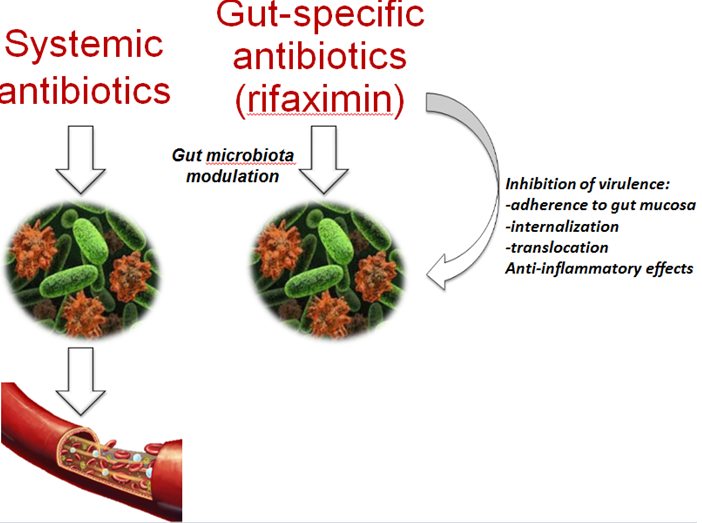 Systemic
antibiotics
Gut-specific
antibiotics
(rifaximin)
Gut microbiota
modulation
Inhibition of virulence:
-adherence to gut mucosa
-internalization
-translocation
Anti-inflammatory effects